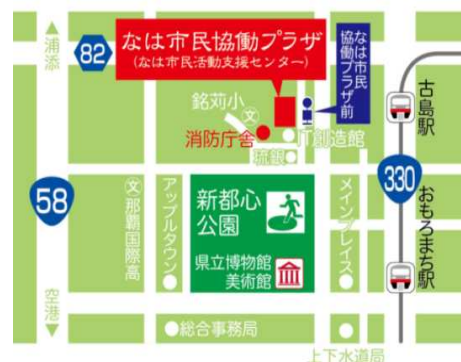 ▲浦添
82
なは市民協働プラザ
(なは市民活動支援センター)
なは市民
協働プラザ前
銘苅小
文
消防庁舎
IT創造館
琉銀
古島駅
58
文 那覇国際高
アップルタウン
新都心
公園
県立博物館
美術館
メインプレイス
330
おもろまち駅
空港▼
総合事務局
上下水道局